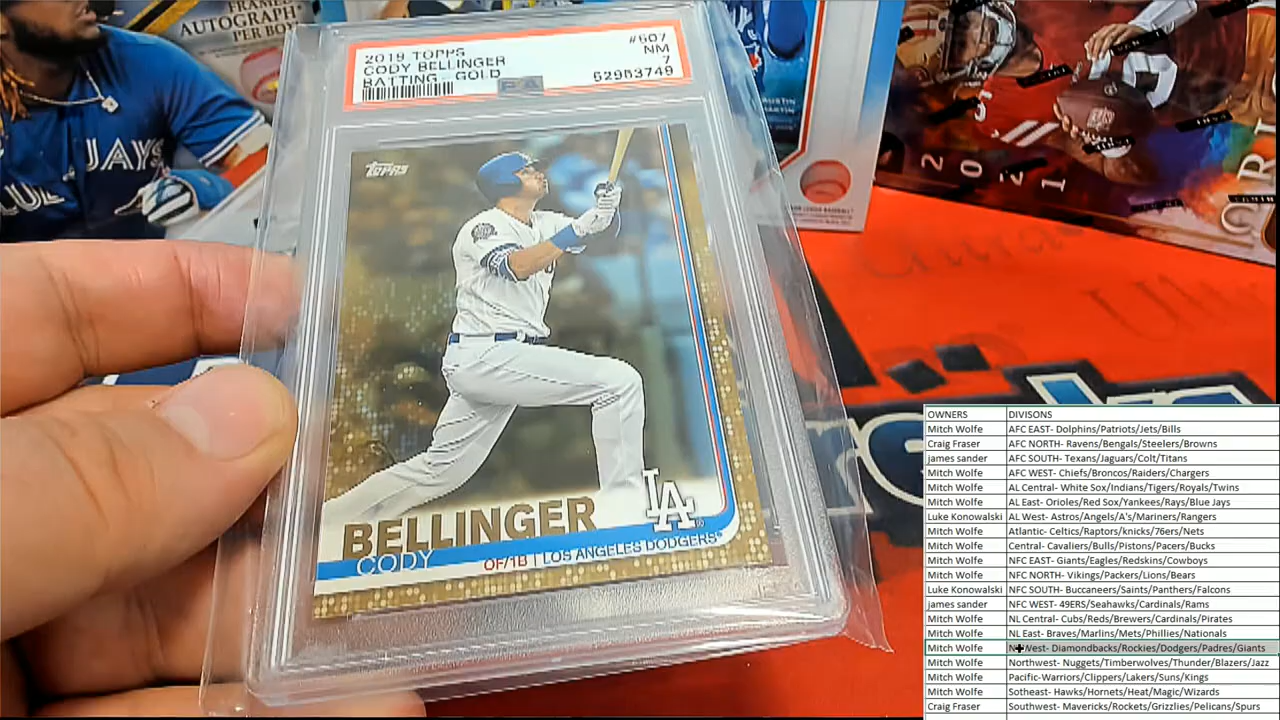 FRAMED
AUTOGRAPH
PER BOX
2019 TOPPS
CODY BELLINGER
BATTING - GOLD
#607
NM
7
52953749
PSA
TOPPS
BLUE JAYS
2021
BELLINGER
CODY
OF/1B | LOS ANGELES DODGERS
LA
OWNERS DIVISONS
Mitch Wolfe AFC EAST- Dolphins/Patriots/Jets/Bills
Craig Fraser AFC NORTH- Ravens/Bengals/Steelers/Browns
james sander AFC SOUTH- Texans/Jaguars/Colt/Titans
Mitch Wolfe AFC WEST- Chiefs/Broncos/Raiders/Chargers
Mitch Wolfe AL Central- White Sox/Indians/Tigers/Royals/Twins
Mitch Wolfe AL East- Orioles/Red Sox/Yankees/Rays/Blue Jays
Luke Konowalski AL West- Astros/Angels/A's/Mariners/Rangers
Mitch Wolfe Atlantic- Celtics/Raptors/knicks/76ers/Nets
Mitch Wolfe Central- Cavaliers/Bulls/Pistons/Pacers/Bucks
Mitch Wolfe NFC EAST- Giants/Eagles/Redskins/Cowboys
Mitch Wolfe NFC NORTH- Vikings/Packers/Lions/Bears
Luke Konowalski NFC SOUTH- Buccaneers/Saints/Panthers/Falcons
james sander NFC WEST- 49ERS/Seahawks/Cardinals/Rams
Mitch Wolfe NL Central- Cubs/Reds/Brewers/Cardinals/Pirates
Mitch Wolfe NL East- Braves/Marlins/Mets/Phillies/Nationals
Mitch Wolfe NL West- Diamondbacks/Rockies/Dodgers/Padres/Giants
Mitch Wolfe Northwest- Nuggets/Timberwolves/Thunder/Blazers/Jazz
Mitch Wolfe Pacific-Warriors/Clippers/Lakers/Suns/Kings
Mitch Wolfe Sotheast- Hawks/Hornets/Heat/Magic/Wizards
Craig Fraser Southwest- Mavericks/Rockets/Grizzlies/Pelicans/Spurs